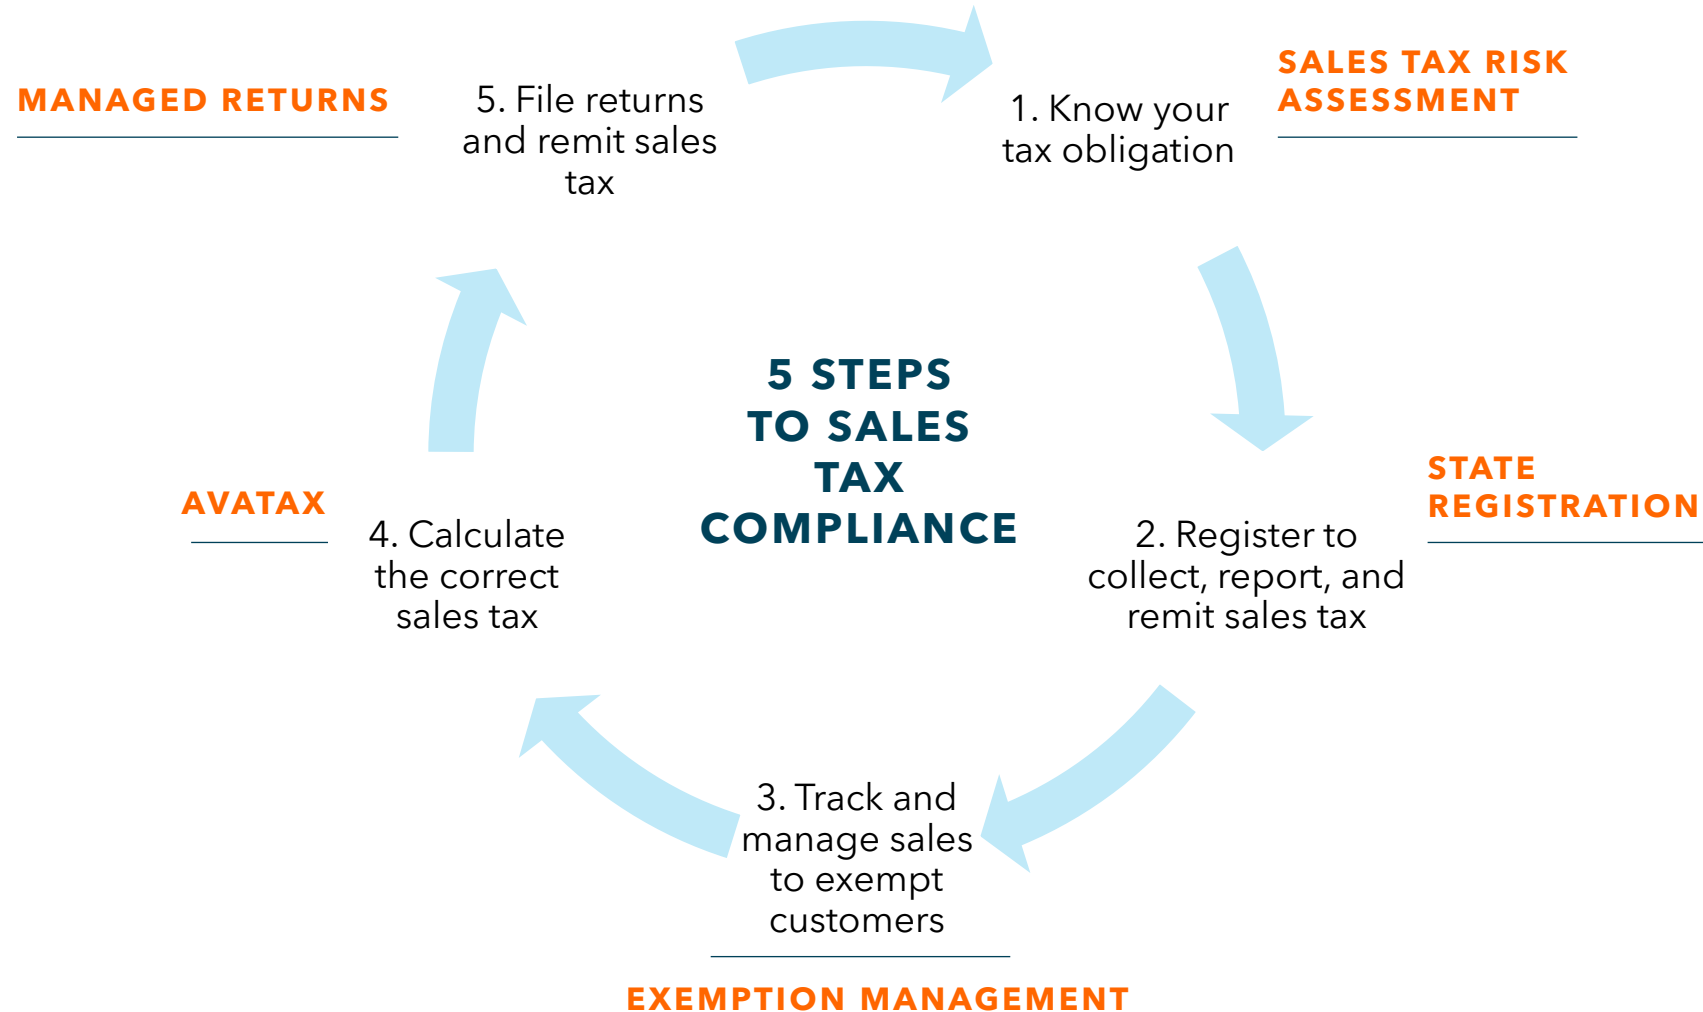 MANAGED RETURNS
5. File returns
and remit sales
tax
1. Know your
tax obligation
SALES TAX RISK
ASSESSMENT
5 STEPS
TO SALES
TAX
COMPLIANCE
AVATAX
4. Calculate
the correct
sales tax
2. Register to
collect, report, and
remit sales tax
STATE
REGISTRATION
3. Track and
manage sales
to exempt
customers
EXEMPTION MANAGEMENT